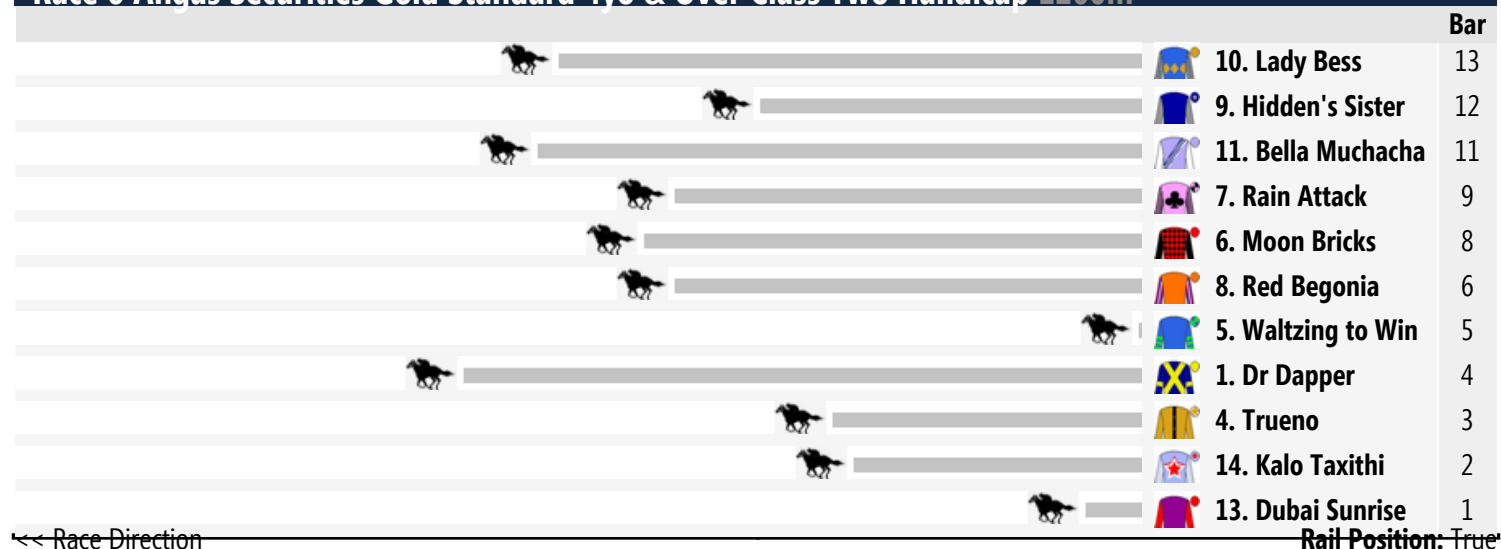 Bar
10. Lady Bess 13
9. Hidden's Sister 12
11. Bella Muchacha 11
7. Rain Attack 9
6. Moon Bricks 8
8. Red Begonia 6
5. Waltzing to Win 5
1. Dr Dapper 4
4. Trueno 3
14. Kalo Taxithi 2
13. Dubai Sunrise 1
<< Race Direction Rail Position: True